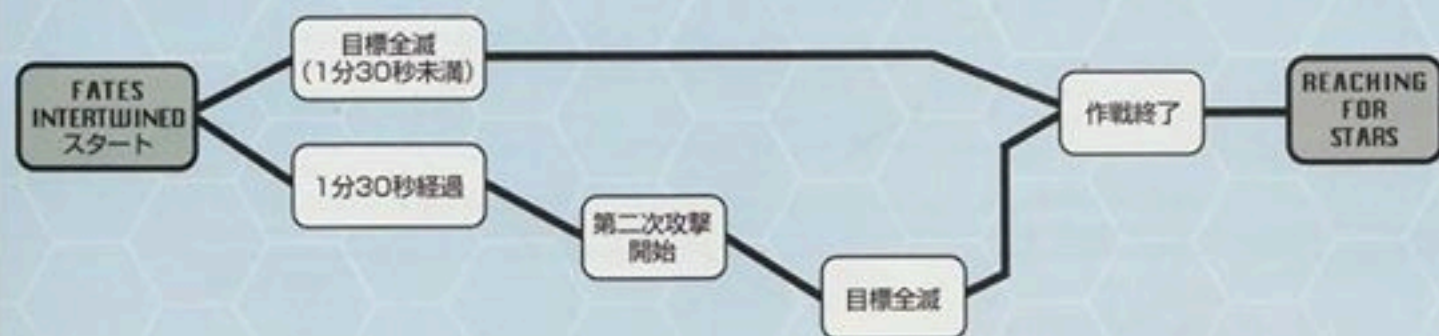 FATES
INTERTWINED
スタート
目標全滅
(1分30秒未満)
1分30秒経過
第二次攻撃
開始
目標全滅
作戦終了
REACHING
FOR
STARS